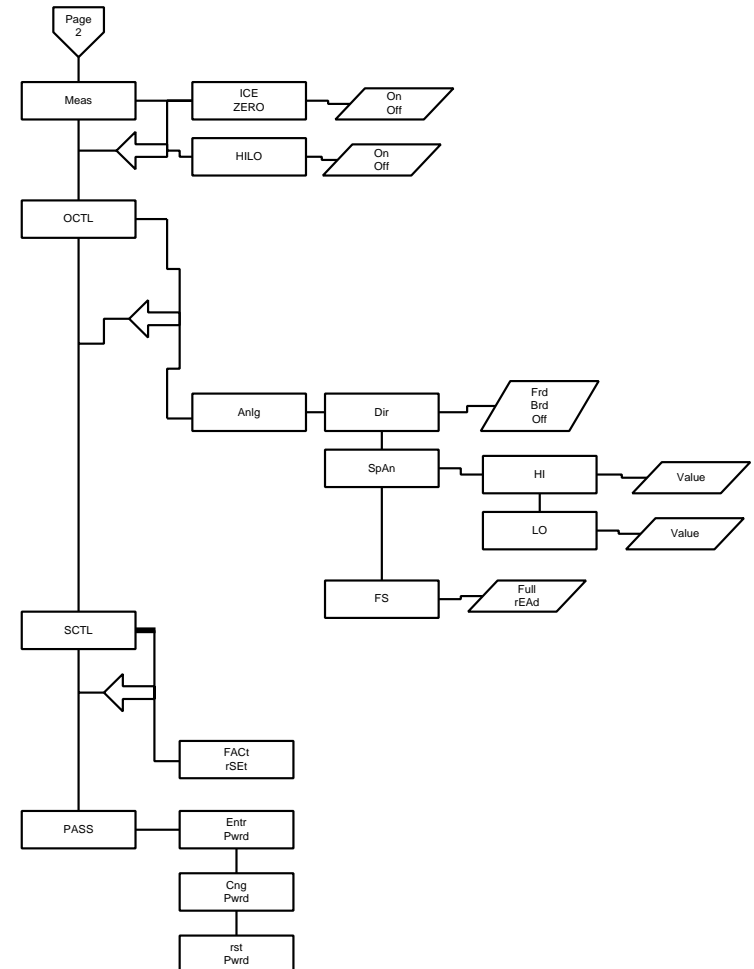 Page
2
Meas
ICE
ZERO
On
Off
HILO
On
Off
OCTL
Anlg
Dir
Frd
Brd
Off
SpAn
HI
Value
LO
Value
FS
Full
rEAd
SCTL
FACt
rSEt
PASS
Entr
Pwrd
Cng
Pwrd
rst
Pwrd